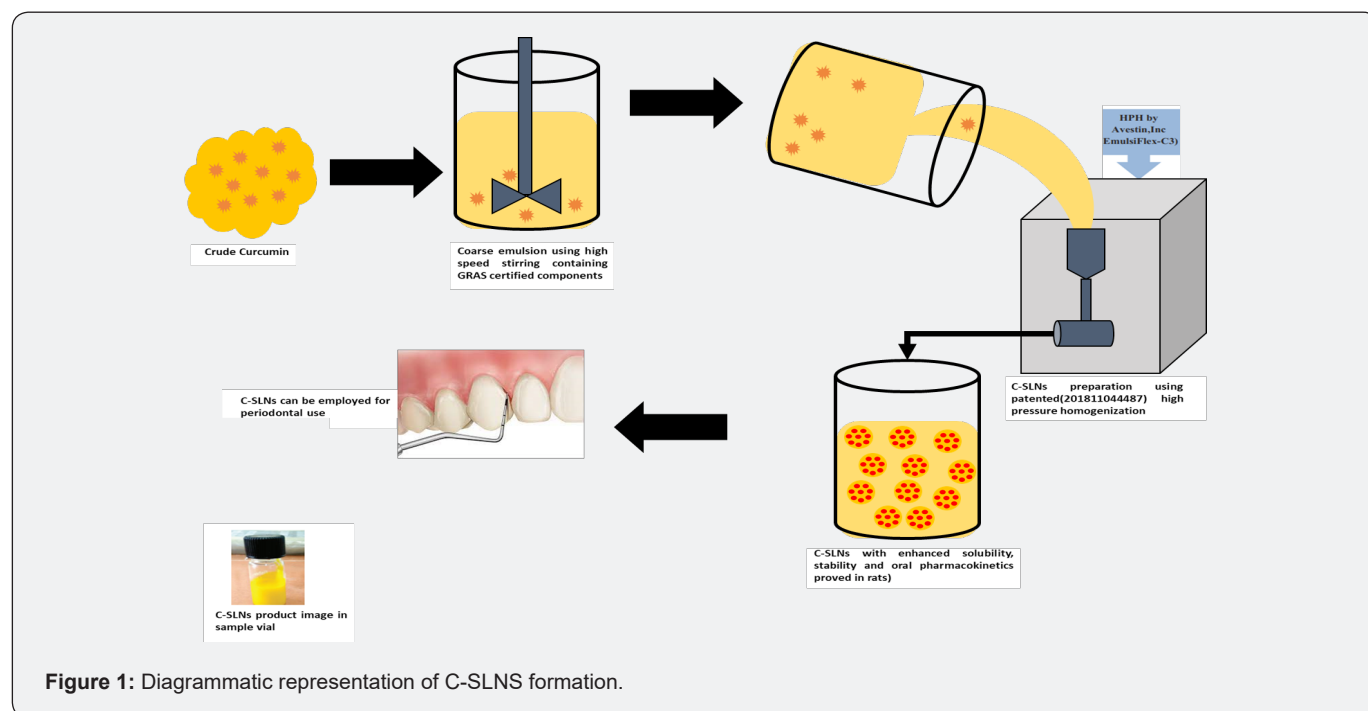 Crude Curcumin
Coarse emulsion using high
speed stirring containing
GRAS certified components
HPH by
Avestin,Inc
EmulsiFlex-C3)
C-SLNs preparation using
patented(201811044487) high
pressure homogenization
C-SLNs with enhanced solubility,
stability and oral pharmacokinetics
proved in rats)
C-SLNs can be employed for
periodontal use
C-SLNs product image in
sample vial
Figure 1: Diagrammatic representation of C-SLNS formation.